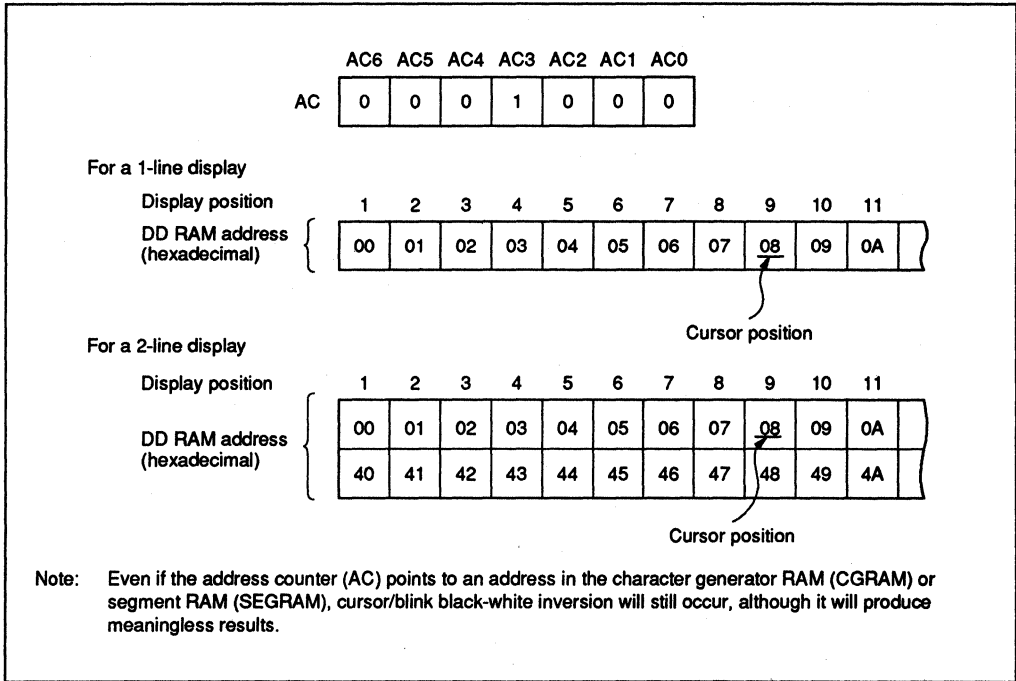 AC6 AC5 AC4 AC3 AC2 AC1 AC0
AC 0 0 0 1 0 0 0
For a 1-line display
Display position 1 2 3 4 5 6 7 8 9 10 11
DD RAM address
(hexadecimal)
00 01 02 03 04 05 06 07 08 09 0A
Cursor position
For a 2-line display
Display position 1 2 3 4 5 6 7 8 9 10 11
DD RAM address
(hexadecimal)
00 01 02 03 04 05 06 07 08 09 0A
40 41 42 43 44 45 46 47 48 49 4A
Cursor position
Note: Even if the address counter (AC) points to an address in the character generator RAM (CGRAM) or
segment RAM (SEGRAM), cursor/blink black-white inversion will still occur, although it will produce
meaningless results.